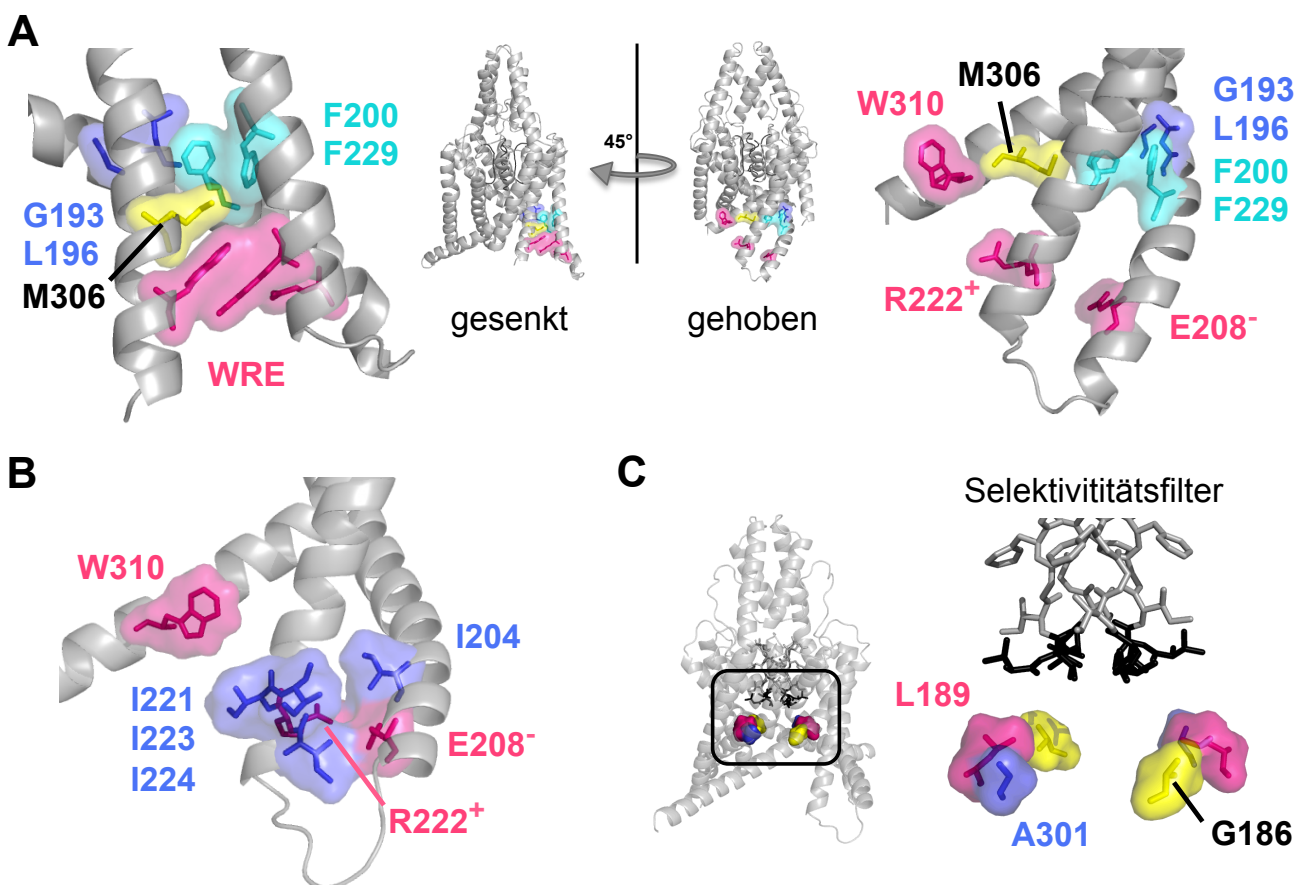 A
F200
F229
G193
L196
M306
WRE
gesenkt
45°
gehoben
W310
M306
G193
L196
F200
F229
R222+
E208-
B
W310
I204
I221
I223
I224
E208-
R222+
C
Selektivititätsfilter
L189
A301
G186